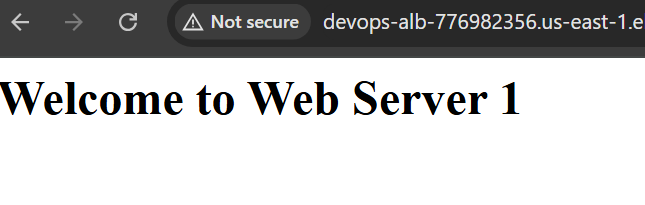 Not secure devops-alb-776982356.us-east-1.e
Welcome to Web Server 1